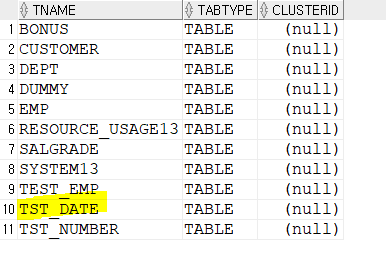 TNAME TABTYPE CLUSTERID
1 BONUS TABLE (null)
2 CUSTOMER TABLE (null)
3 DEPT TABLE (null)
4 DUMMY TABLE (null)
5 EMP TABLE (null)
6 RESOURCE_USAGE13 TABLE (null)
7 SALGRADE TABLE (null)
8 SYSTEM13 TABLE (null)
9 TEST_EMP TABLE (null)
10 TST_DATE TABLE (null)
11 TST_NUMBER TABLE (null)